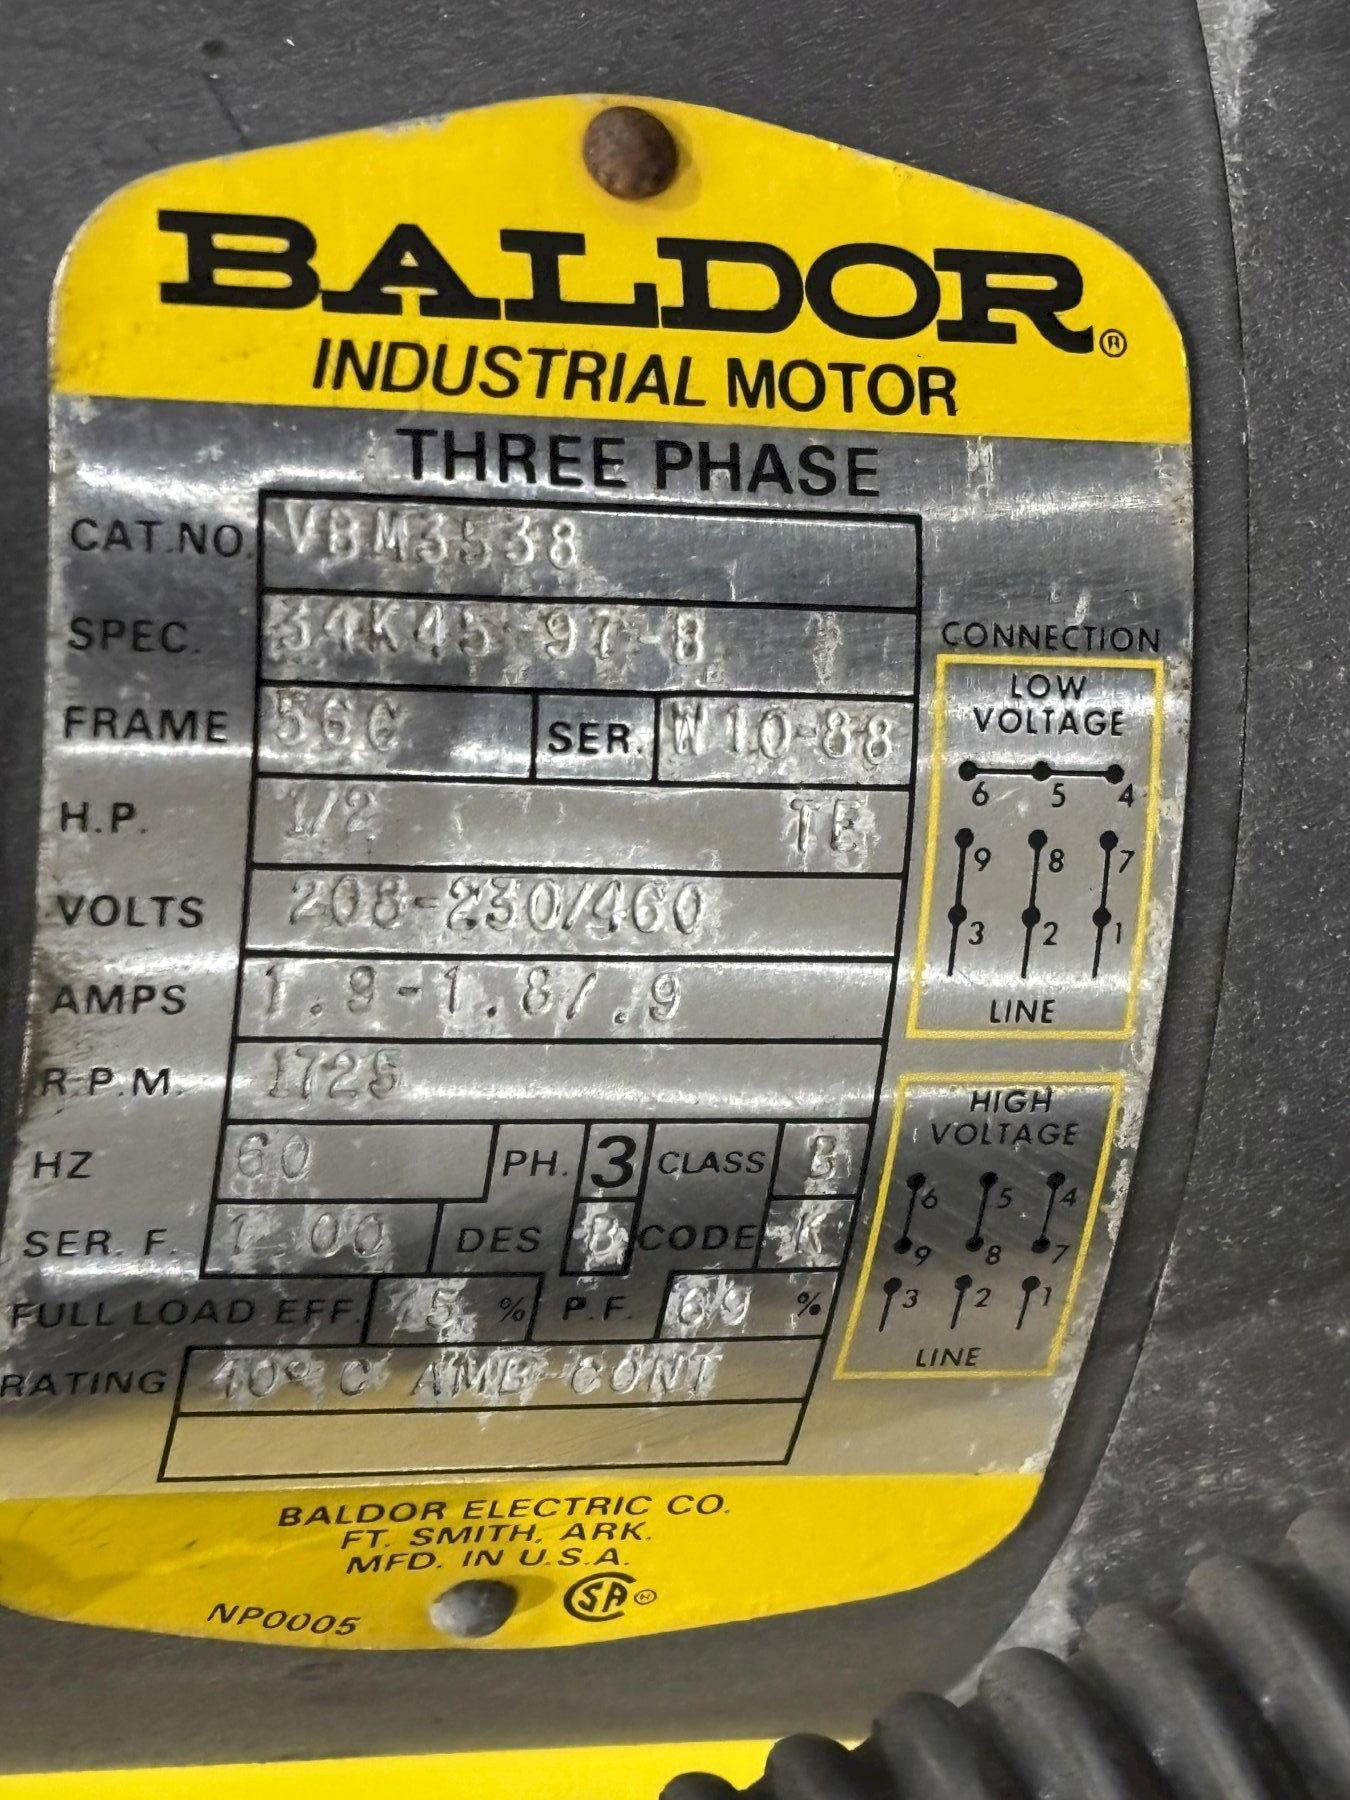 BALDOR®
INDUSTRIAL MOTOR
THREE PHASE
CAT.NO. VBM3538
SPEC. 34K45-97-8
FRAME 56C SER. W10-88
H.P. 1/2 TE
VOLTS 208-230/460
AMPS 1.9-1.8/.9
R.P.M. 1725
HZ 60 PH. 3 CLASS B
SER. F. 1.00 DES B CODE K
FULL LOAD EFF. 75 % P.F. 69 %
RATING 40° C AMB-CONT
CONNECTION
LOW
VOLTAGE
6 5 4
9 8 7
3 2 1
LINE
HIGH
VOLTAGE
6 5 4
9 8 7
3 2 1
LINE
BALDOR ELECTRIC CO.
FT. SMITH, ARK.
MFD. IN U.S.A.
NP0005 SA